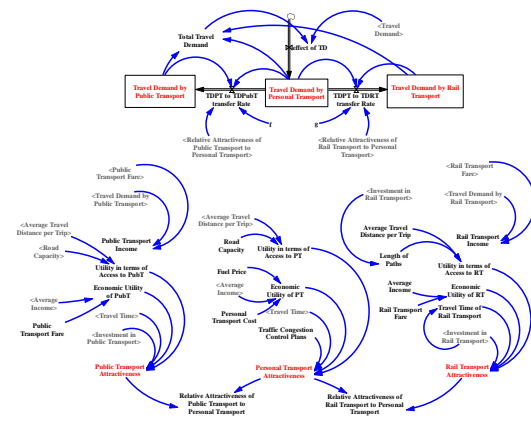 Total Travel
Demand
effect of TD
<Travel
Demand>
Travel Demand by
Public Transport
TDPT to TDPubT
transfer Rate
Travel Demand by
Personal Transport
TDPT to TDRT
transfer Rate
Travel Demand by Rail
Transport
f
g
<Relative Attractiveness of
Public Transport to
Personal Transport>
<Relative Attractiveness of
Rail Transport to Personal
Transport>
<Public
Transport Fare>
<Travel Demand by
Public Transport>
Public Transport
Income
<Average Travel
Distance per Trip>
<Road
Capacity>
Utility in terms of
Access to PubT
Economic Utility
of PubT
<Average
Income>
Public
Transport Fare
<Travel Time>
<Investment in
Public Transport>
Public Transport
Attractiveness
<Average Travel
Distance per Trip>
Road
Capacity
Utility in terms of
Access to PT
Fuel Price
<Average
Income>
Economic
Utility of PT
Personal
Transport Cost
<Travel Time>
Traffic Congestion
Control Plans
Personal Transport
Attractiveness
<Rail Transport
Fare>
<Investment in
Rail Transport>
<Travel Demand by
Rail Transport>
Average Travel
Distance per Trip
Rail Transport
Income
Length of
Paths
Utility in terms of
Access to RT
Average
Income
Economic
Utility of RT
Rail Transport
Fare
Travel Time of
Rail Transport
<Investment in
Rail Transport>
Rail Transport
Attractiveness
Relative Attractiveness of
Public Transport to
Personal Transport
Relative Attractiveness of
Rail Transport to Personal
Transport